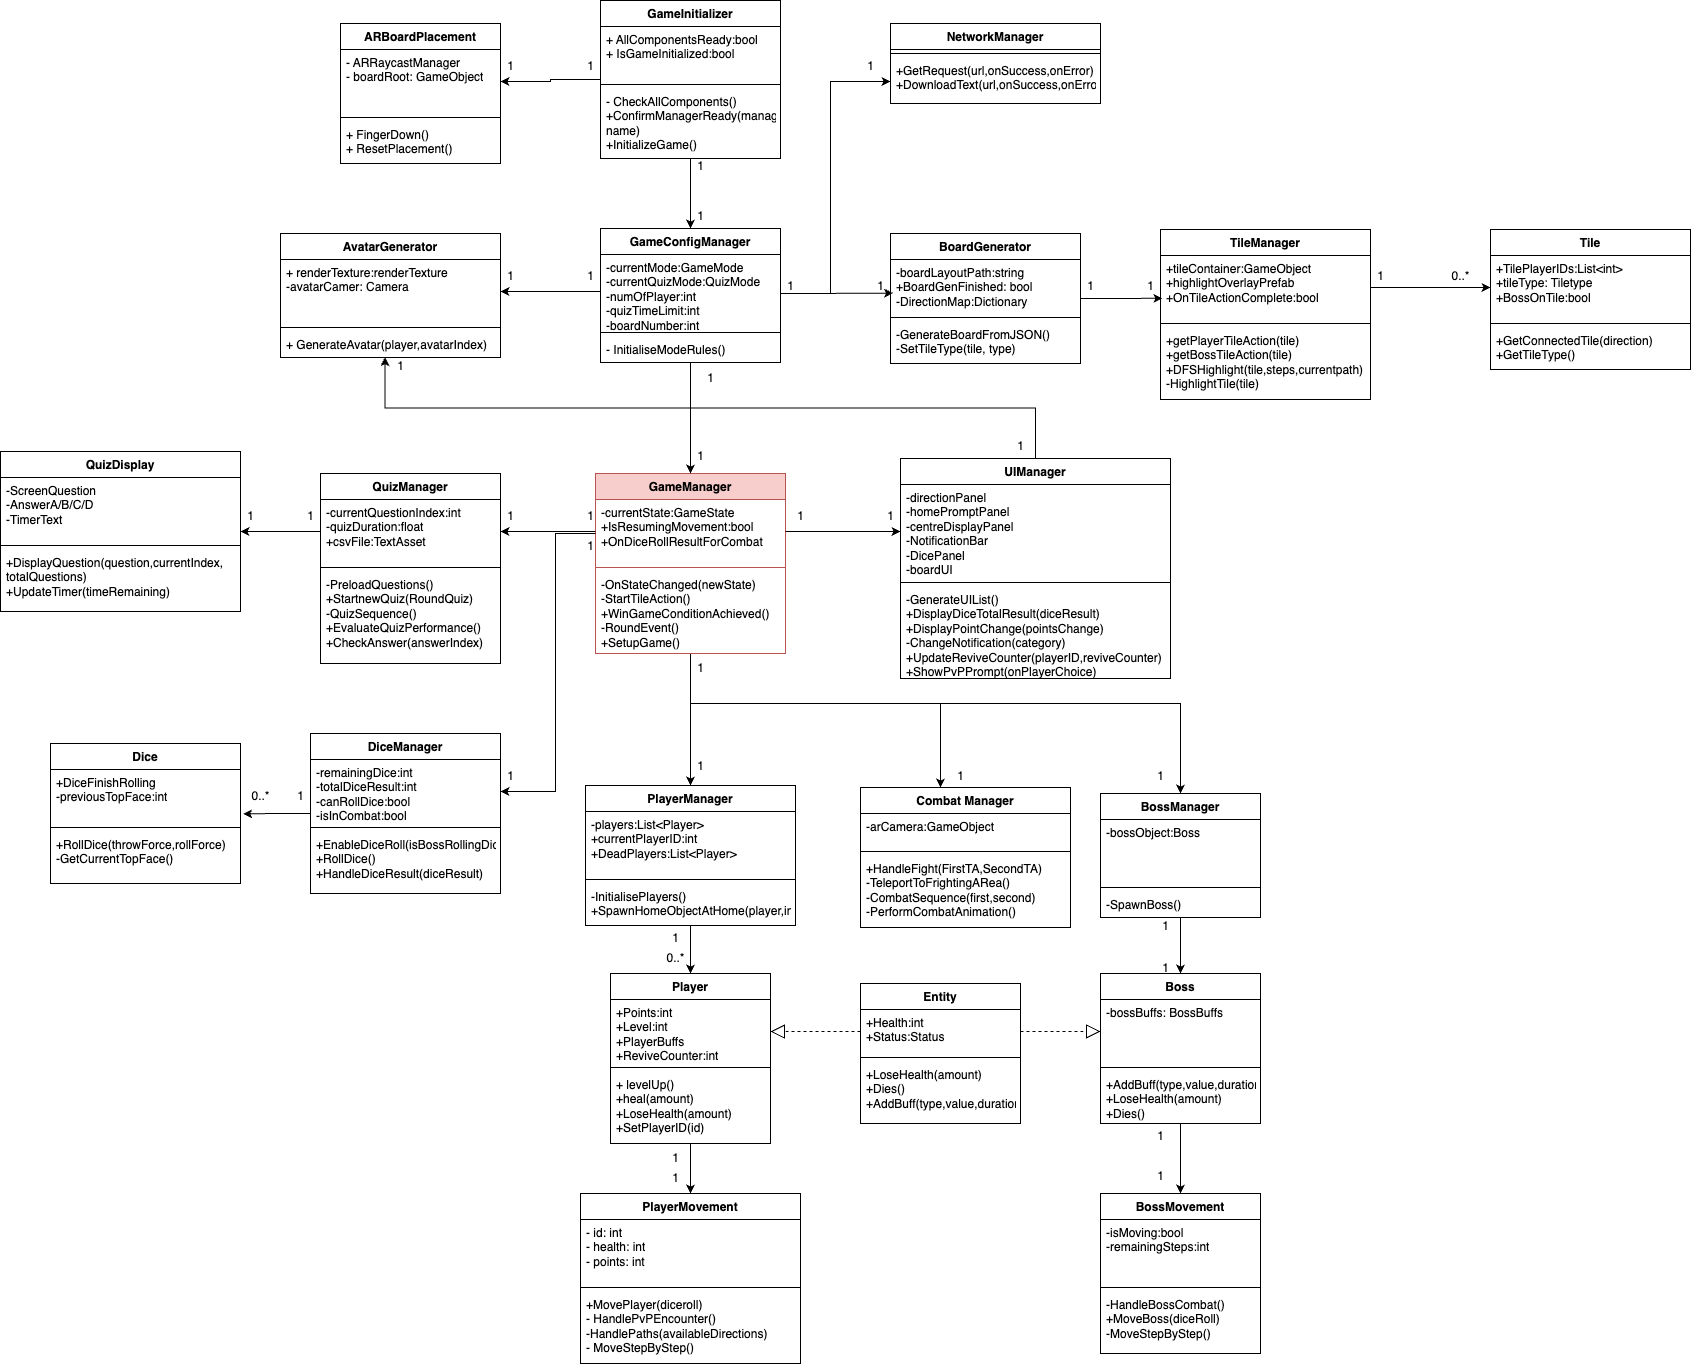 GameInitializer
+ AllComponentsReady:bool
+ IsGameInitialized:bool
- CheckAllComponents()
+ConfirmManagerReady(manag
name)
+InitializeGame()
ARBoardPlacement
- ARRaycastManager
- boardRoot: GameObject
+ FingerDown()
+ ResetPlacement()
1
1
NetworkManager
+GetRequest(url,onSuccess,onError)
+DownloadText(url,onSuccess,onErro
1
1
1
AvatarGenerator
+ renderTexture:renderTexture
-avatarCamer: Camera
+ GenerateAvatar(player,avatarIndex)
1
1
1
GameConfigManager
-currentMode:GameMode
-currentQuizMode:QuizMode
-numOfPlayer:int
-quizTimeLimit:int
-boardNumber:int
- InitialiseModeRules()
1
1
BoardGenerator
-boardLayoutPath:string
+BoardGenFinished: bool
-DirectionMap:Dictionary
-GenerateBoardFromJSON()
-SetTileType(tile, type)
1
1
TileManager
+tileContainer:GameObject
+highlightOverlayPrefab
+OnTileActionComplete:bool
+getPlayerTileAction(tile)
+getBossTileAction(tile)
+DFSHighlight(tile,steps,currentpath)
-HighlightTile(tile)
1
0..*
Tile
+TilePlayerIDs:List<int>
+tileType: Tiletype
+BossOnTile:bool
+GetConnectedTile(direction)
+GetTileType()
1
1
1
QuizDisplay
-ScreenQuestion
-AnswerA/B/C/D
-TimerText
+DisplayQuestion(question,currentIndex,
totalQuestions)
+UpdateTimer(timeRemaining)
1
1
QuizManager
-currentQuestionIndex:int
-quizDuration:float
+csvFile:TextAsset
-PreloadQuestions()
+StartnewQuiz(RoundQuiz)
-QuizSequence()
+EvaluateQuizPerformance()
+CheckAnswer(answerIndex)
1
1
1
GameManager
-currentState:GameState
+IsResumingMovement:bool
+OnDiceRollResultForCombat
-OnStateChanged(newState)
-StartTileAction()
+WinGameConditionAchieved()
-RoundEvent()
+SetupGame()
1
1
UIManager
-directionPanel
-homePromptPanel
-centreDisplayPanel
-NotificationBar
-DicePanel
-boardUI
-GenerateUIList()
+DisplayDiceTotalResult(diceResult)
+DisplayPointChange(pointsChange)
-ChangeNotification(category)
+UpdateReviveCounter(playerID,reviveCounter)
+ShowPvPPrompt(onPlayerChoice)
1
Dice
+DiceFinishRolling
-previousTopFace:int
+RollDice(throwForce,rollForce)
-GetCurrentTopFace()
0..*
1
DiceManager
-remainingDice:int
-totalDiceResult:int
-canRollDice:bool
-isInCombat:bool
+EnableDiceRoll(isBossRollingDic
+RollDice()
+HandleDiceResult(diceResult)
1
1
PlayerManager
-players:List<Player>
+currentPlayerID:int
+DeadPlayers:List<Player>
-InitialisePlayers()
+SpawnHomeObjectAtHome(player,ir
1
Combat Manager
-arCamera:GameObject
+HandleFight(FirstTA,SecondTA)
-TeleportToFrightingARea()
-CombatSequence(first,second)
-PerformCombatAnimation()
1
BossManager
-bossObject:Boss
-SpawnBoss()
1
0..*
1
1
Player
+Points:int
+Level:int
+PlayerBuffs
+ReviveCounter:int
+ levelUp()
+heal(amount)
+LoseHealth(amount)
+SetPlayerID(id)
Entity
+Health:int
+Status:Status
+LoseHealth(amount)
+Dies()
+AddBuff(type,value,duration
Boss
-bossBuffs: BossBuffs
+AddBuff(type,value,duration
+LoseHealth(amount)
+Dies()
1
1
1
1
PlayerMovement
- id: int
- health: int
- points: int
+MovePlayer(diceroll)
- HandlePvPEncounter()
-HandlePaths(availableDirections)
- MoveStepByStep()
BossMovement
-isMoving:bool
-remainingSteps:int
-HandleBossCombat()
+MoveBoss(diceRoll)
-MoveStepByStep()